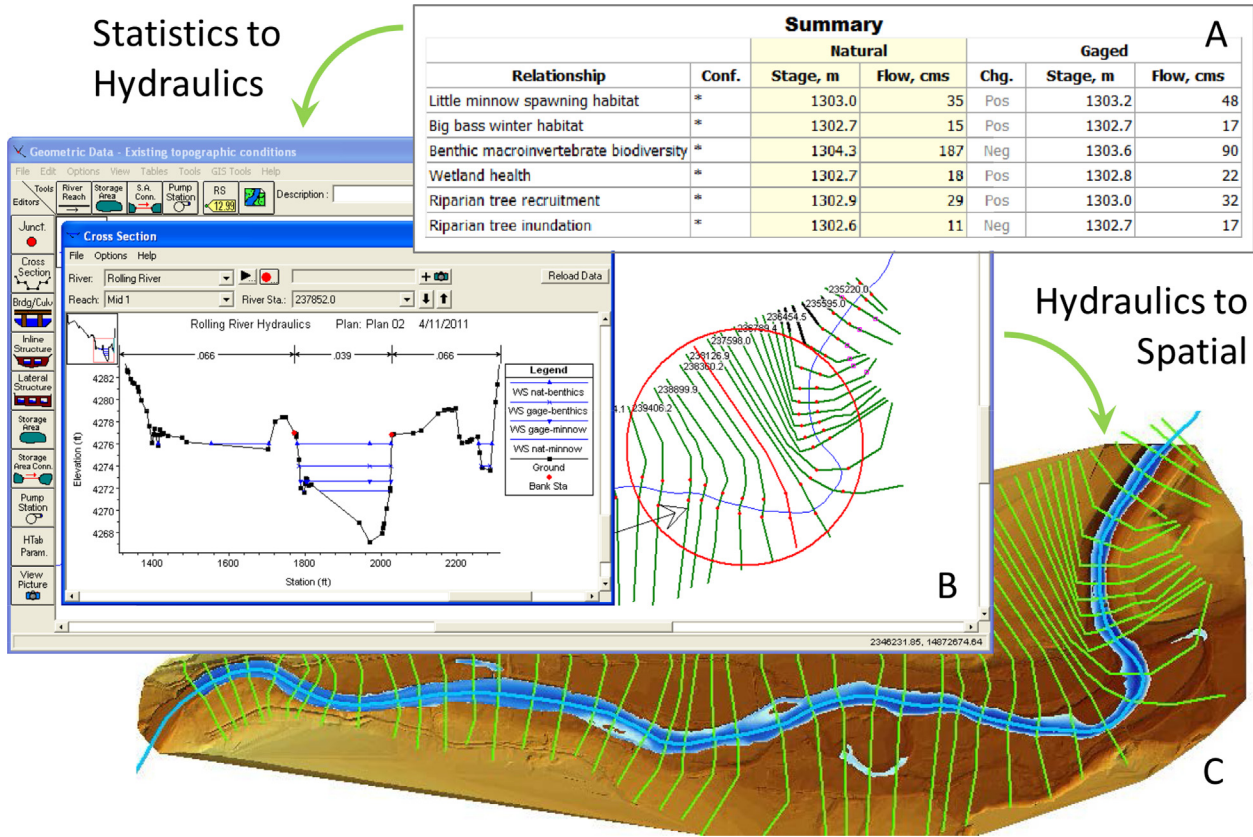 Statistics to
Hydraulics
Summary
A
Natural Gaged
Relationship Conf. Stage, m Flow, cms Chg. Stage, m Flow, cms
Little minnow spawning habitat * 1303.0 35 Pos 1303.2 48
Big bass winter habitat * 1302.7 15 Pos 1302.7 17
Benthic macroinvertebrate biodiversity * 1304.3 187 Neg 1303.6 90
Wetland health * 1302.7 18 Pos 1302.8 22
Riparian tree recruitment * 1302.9 29 Pos 1303.0 32
Riparian tree inundation * 1302.6 11 Neg 1302.7 17
Geometric Data - Existing topographic conditions
File Edit Options View Tables Tools GIS Tools Help
Tools
Editors
River
Reach
Storage
Area
S.A.
Conn.
Pump
Station
RS
12.99
Description :
Junct.
Cross
Section
Brdg/Culv
Inline
Structure
Lateral
Structure
Storage
Area
Storage
Area Conn.
Pump
Station
HTab
Param.
View
Picture
Cross Section
File Options Help
River: Rolling River
Reload Data
Reach: Mid 1 River Sta.: 237852.0
Rolling River Hydraulics Plan: Plan 02 4/11/2011
.066 .039 .066
Legend
WS nat-benthics
WS gage-benthics
WS gage-minnow
WS nat-minnow
Ground
Bank Sta
Elevation (ft)
4282
4280
4278
4276
4274
4272
4270
4268
1400 1600 1800 2000 2200
Station (ft)
235220.0
235595.0
236454.5
236789.4
237598.0
238126.9
238360.2
238899.9
239406.2
4.1
B
2346231.85, 14872674.64
Hydraulics to
Spatial
C